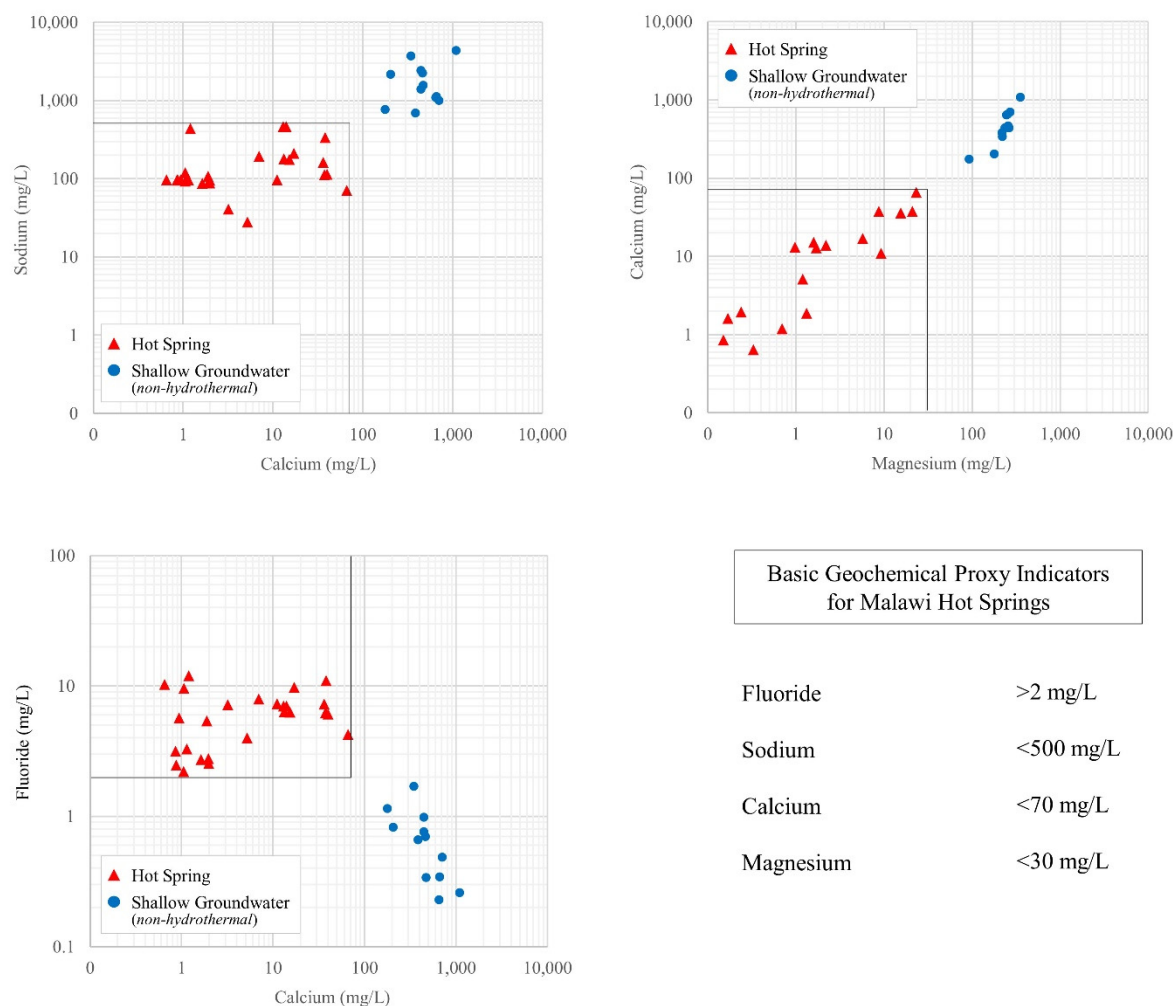 10,000
1,000
100
10
1
0
Sodium (mg/L)
Hot Spring
Shallow Groundwater
(non-hydrothermal)
0 1 10 100 1,000 10,000
Calcium (mg/L)
10,000
1,000
100
10
1
0
Calcium (mg/L)
Hot Spring
Shallow Groundwater
(non-hydrothermal)
0 1 10 100 1,000 10,000
Magnesium (mg/L)
100
10
1
0.1
Fluoride (mg/L)
Hot Spring
Shallow Groundwater
(non-hydrothermal)
0 1 10 100 1,000 10,000
Calcium (mg/L)
Basic Geochemical Proxy Indicators
for Malawi Hot Springs
Fluoride >2 mg/L
Sodium <500 mg/L
Calcium <70 mg/L
Magnesium <30 mg/L